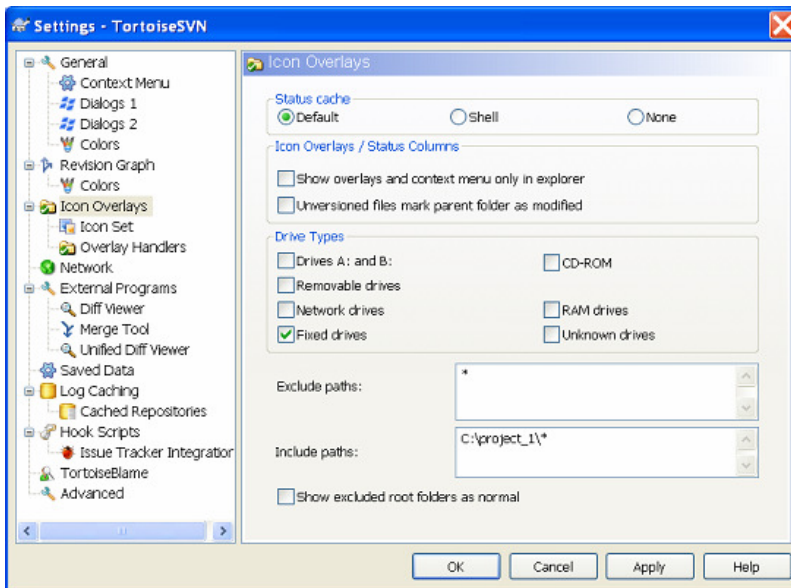 Settings - TortoiseSVN
General
Context Menu
Dialogs 1
Dialogs 2
Colors
Revision Graph
Colors
Icon Overlays
Icon Set
Overlay Handlers
Network
External Programs
Diff Viewer
Merge Tool
Unified Diff Viewer
Saved Data
Log Caching
Cached Repositories
Hook Scripts
Issue Tracker Integration
TortoiseBlame
Advanced
Icon Overlays
Status cache
Default Shell None
Icon Overlays / Status Columns
Show overlays and context menu only in explorer
Unversioned files mark parent folder as modified
Drive Types
Drives A: and B: CD-ROM
Removable drives
Network drives RAM drives
Fixed drives Unknown drives
Exclude paths: *
Include paths: C:\project_1\*
Show excluded root folders as normal
OK Cancel Apply Help